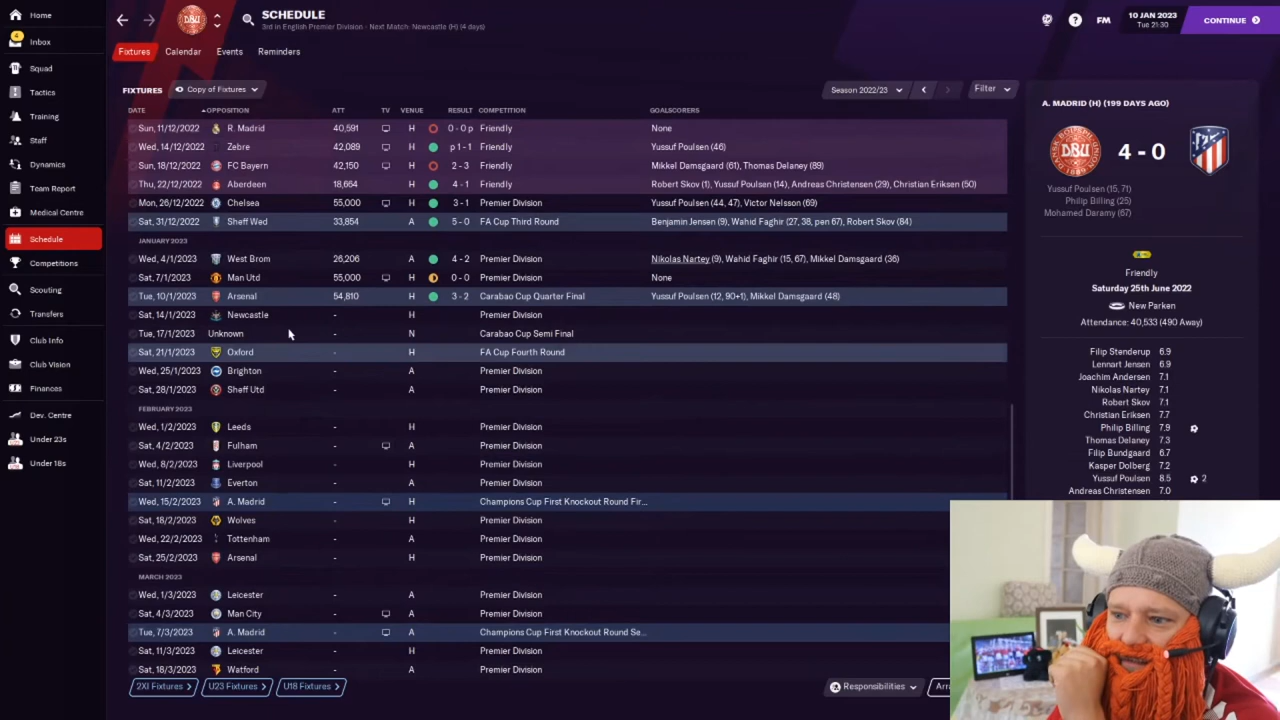 Home
Inbox
4
Squad
Tactics
Training
Staff
Dynamics
Team Report
Medical Centre
Schedule
Competitions
Scouting
Transfers
Club Info
Club Vision
Finances
Dev. Centre
Under 23s
Under 18s
DBU
SCHEDULE
3rd in English Premier Division - Next Match: Newcastle (H) (4 days)
FM
10 JAN 2023
Tue 21:30
CONTINUE
Fixtures Calendar Events Reminders
FIXTURES Copy of Fixtures Season 2022/23 Filter
DATE OPPOSITION ATT TV VENUE RESULT COMPETITION GOALSCORERS
Sun, 11/12/2022 R. Madrid 40,591 H 0 - 0 p Friendly None
Wed, 14/12/2022 Zebre 42,089 H p 1 - 1 Friendly Yussuf Poulsen (46)
Sun, 18/12/2022 FC Bayern 42,150 H 2 - 3 Friendly Mikkel Damsgaard (61), Thomas Delaney (89)
Thu, 22/12/2022 Aberdeen 18,664 H 4 - 1 Friendly Robert Skov (1), Yussuf Poulsen (14), Andreas Christensen (29), Christian Eriksen (50)
Mon, 26/12/2022 Chelsea 55,000 H 3 - 1 Premier Division Yussuf Poulsen (44, 47), Victor Nelsson (69)
Sat, 31/12/2022 Sheff Wed 33,854 A 5 - 0 FA Cup Third Round Benjamin Jensen (9), Wahid Faghir (27, 38, pen 67), Robert Skov (84)
JANUARY 2023
Wed, 4/1/2023 West Brom 26,206 A 4 - 2 Premier Division Nikolas Nartey (9), Wahid Faghir (15, 67), Mikkel Damsgaard (36)
Sat, 7/1/2023 Man Utd 55,000 H 0 - 0 Premier Division None
Tue, 10/1/2023 Arsenal 54,810 H 3 - 2 Carabao Cup Quarter Final Yussuf Poulsen (12, 90+1), Mikkel Damsgaard (48)
Sat, 14/1/2023 Newcastle - H Premier Division
Tue, 17/1/2023 Unknown - N Carabao Cup Semi Final
Sat, 21/1/2023 Oxford - H FA Cup Fourth Round
Wed, 25/1/2023 Brighton - A Premier Division
Sat, 28/1/2023 Sheff Utd - A Premier Division
FEBRUARY 2023
Wed, 1/2/2023 Leeds - H Premier Division
Sat, 4/2/2023 Fulham - A Premier Division
Wed, 8/2/2023 Liverpool - H Premier Division
Sat, 11/2/2023 Everton - A Premier Division
Wed, 15/2/2023 A. Madrid - H Champions Cup First Knockout Round Fir...
Sat, 18/2/2023 Wolves - H Premier Division
Wed, 22/2/2023 Tottenham - A Premier Division
Sat, 25/2/2023 Arsenal - H Premier Division
MARCH 2023
Wed, 1/3/2023 Leicester - A Premier Division
Sat, 4/3/2023 Man City - A Premier Division
Tue, 7/3/2023 A. Madrid - A Champions Cup First Knockout Round Se...
Sat, 11/3/2023 Leicester - H Premier Division
Sat, 18/3/2023 Watford - A Premier Division
2XI Fixtures U23 Fixtures U18 Fixtures Responsibilities Arr
A. MADRID (H) (199 DAYS AGO)
DBU
4 - 0
Yussuf Poulsen (15, 71)
Philip Billing (25)
Mohamed Daramy (67)
Friendly
Saturday 25th June 2022
New Parken
Attendance: 40,533 (490 Away)
Filip Stenderup 6.9
Lennart Jensen 6.9
Joachim Andersen 7.1
Nikolas Nartey 7.1
Robert Skov 7.1
Christian Eriksen 7.7
Philip Billing 7.9
Thomas Delaney 7.3
Filip Bundgaard 6.7
Kasper Dolberg 7.2
Yussuf Poulsen 8.5 2
Andreas Christensen 7.0